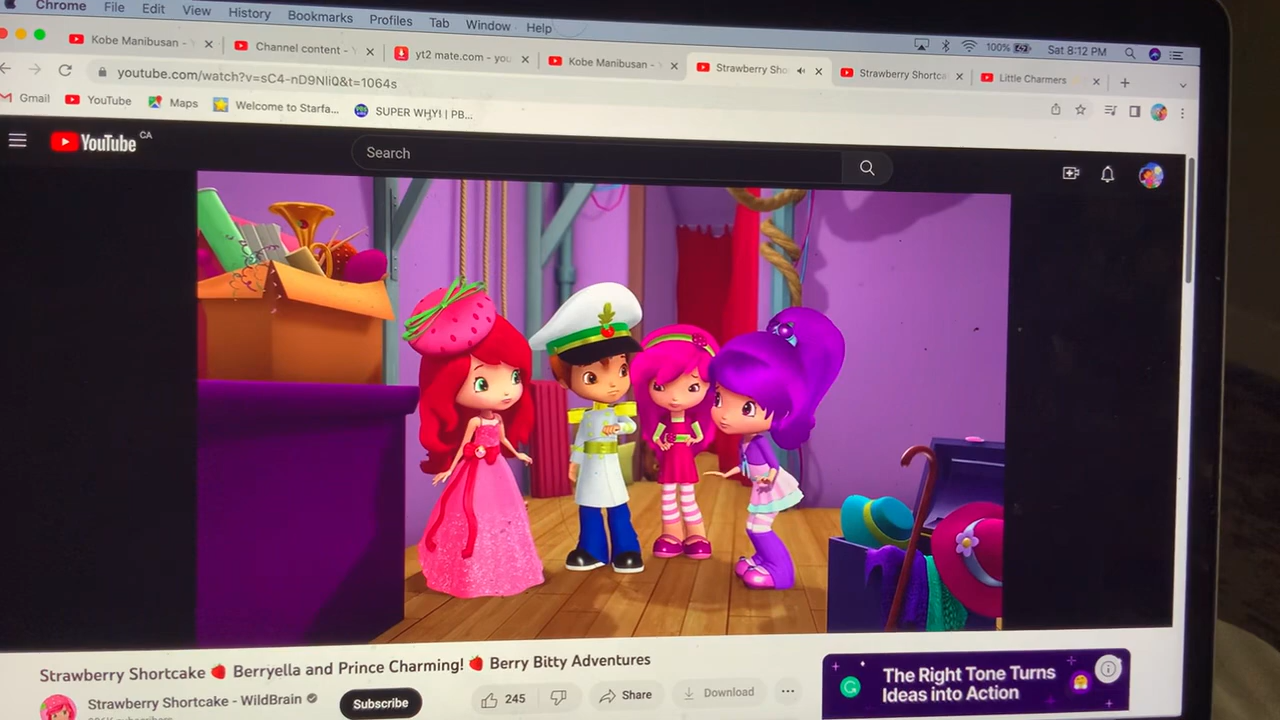 Chrome File Edit View History Bookmarks Profiles Tab Window Help 100% Sat 8:12 PM
Kobe Manibusan - Channel content - yt2 mate.com - you Kobe Manibusan - Strawberry Sho Strawberry Shortca Little Charmers
youtube.com/watch?v=sC4-nD9NIiQ&t=1064s
Gmail YouTube Maps Welcome to Starfa... SUPER WHY! | PB...
YouTube CA
Search
Strawberry Shortcake 🍓 Berryella and Prince Charming! 🍓 Berry Bitty Adventures
Strawberry Shortcake - WildBrain
Subscribe
245
Share
Download
The Right Tone Turns
Ideas into Action